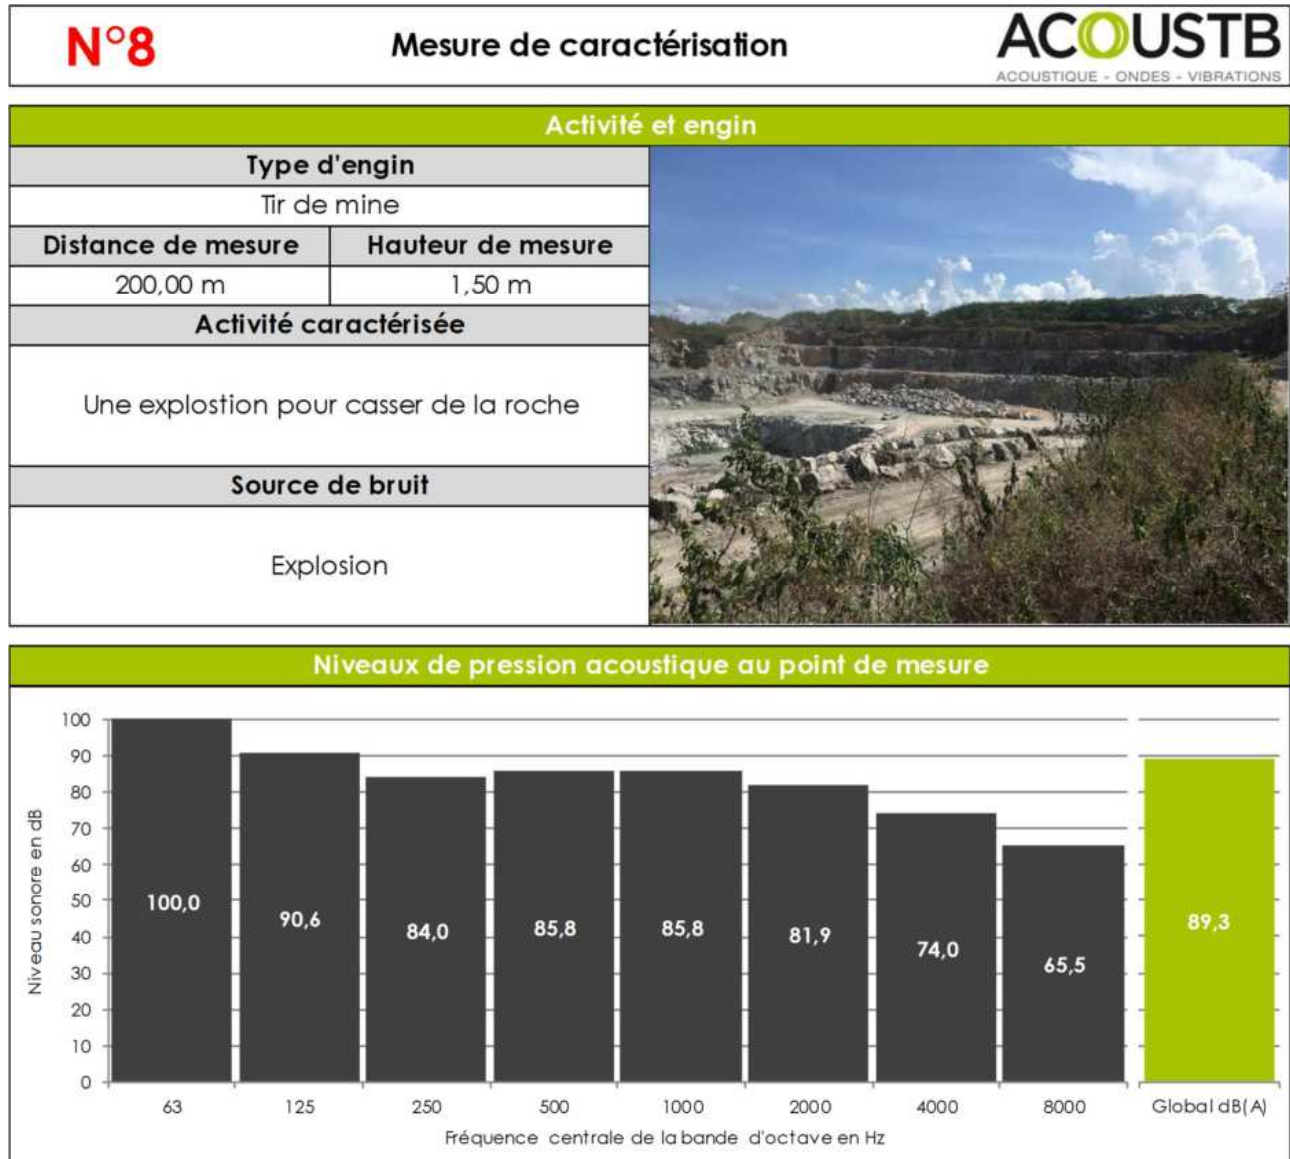 N°8
Mesure de caractérisation
ACOUSTB
ACOUSTIQUE - ONDES - VIBRATIONS
Activité et engin
Type d'engin
Tir de mine
Distance de mesure
Hauteur de mesure
200,00 m
1,50 m
Activité caractérisée
Une explostion pour casser de la roche
Source de bruit
Explosion
Niveaux de pression acoustique au point de mesure
Niveau sonore en dB
100
90
80
70
60
50
40
30
20
10
0
100,0
90,6
84,0
85,8
85,8
81,9
74,0
65,5
89,3
63
125
250
500
1000
2000
4000
8000
Global dB(A)
Fréquence centrale de la bande d'octave en Hz